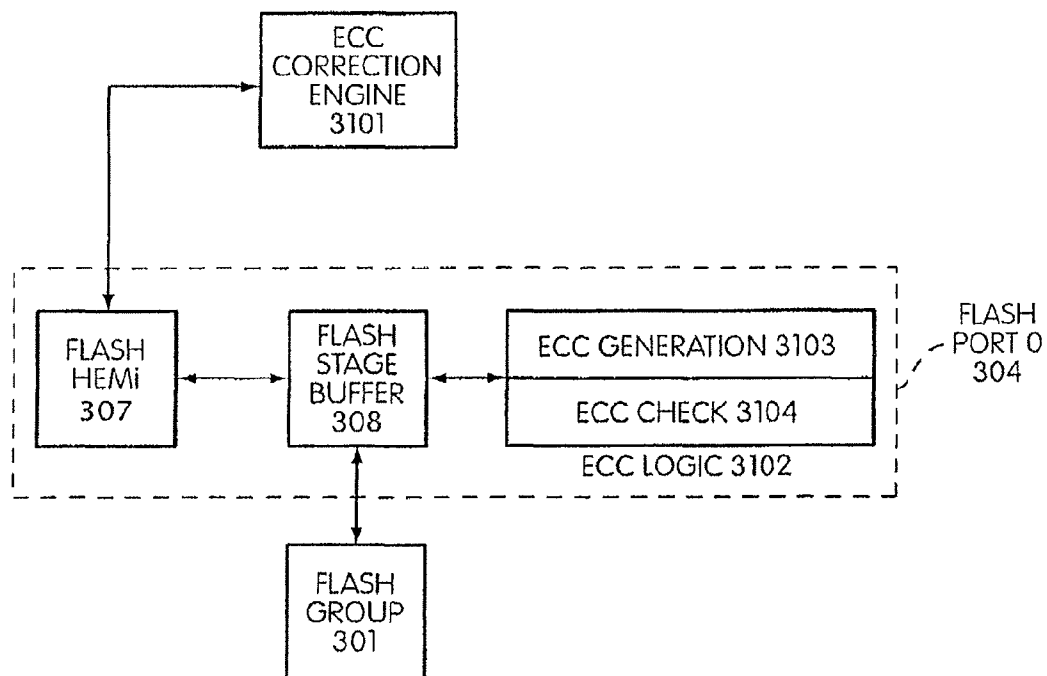 ECC
CORRECTION
ENGINE
3101
FLASH
HEMi
307
FLASH
STAGE
BUFFER
308
ECC GENERATION 3103
ECC CHECK 3104
ECC LOGIC 3102
FLASH
PORT 0
304
FLASH
GROUP
301